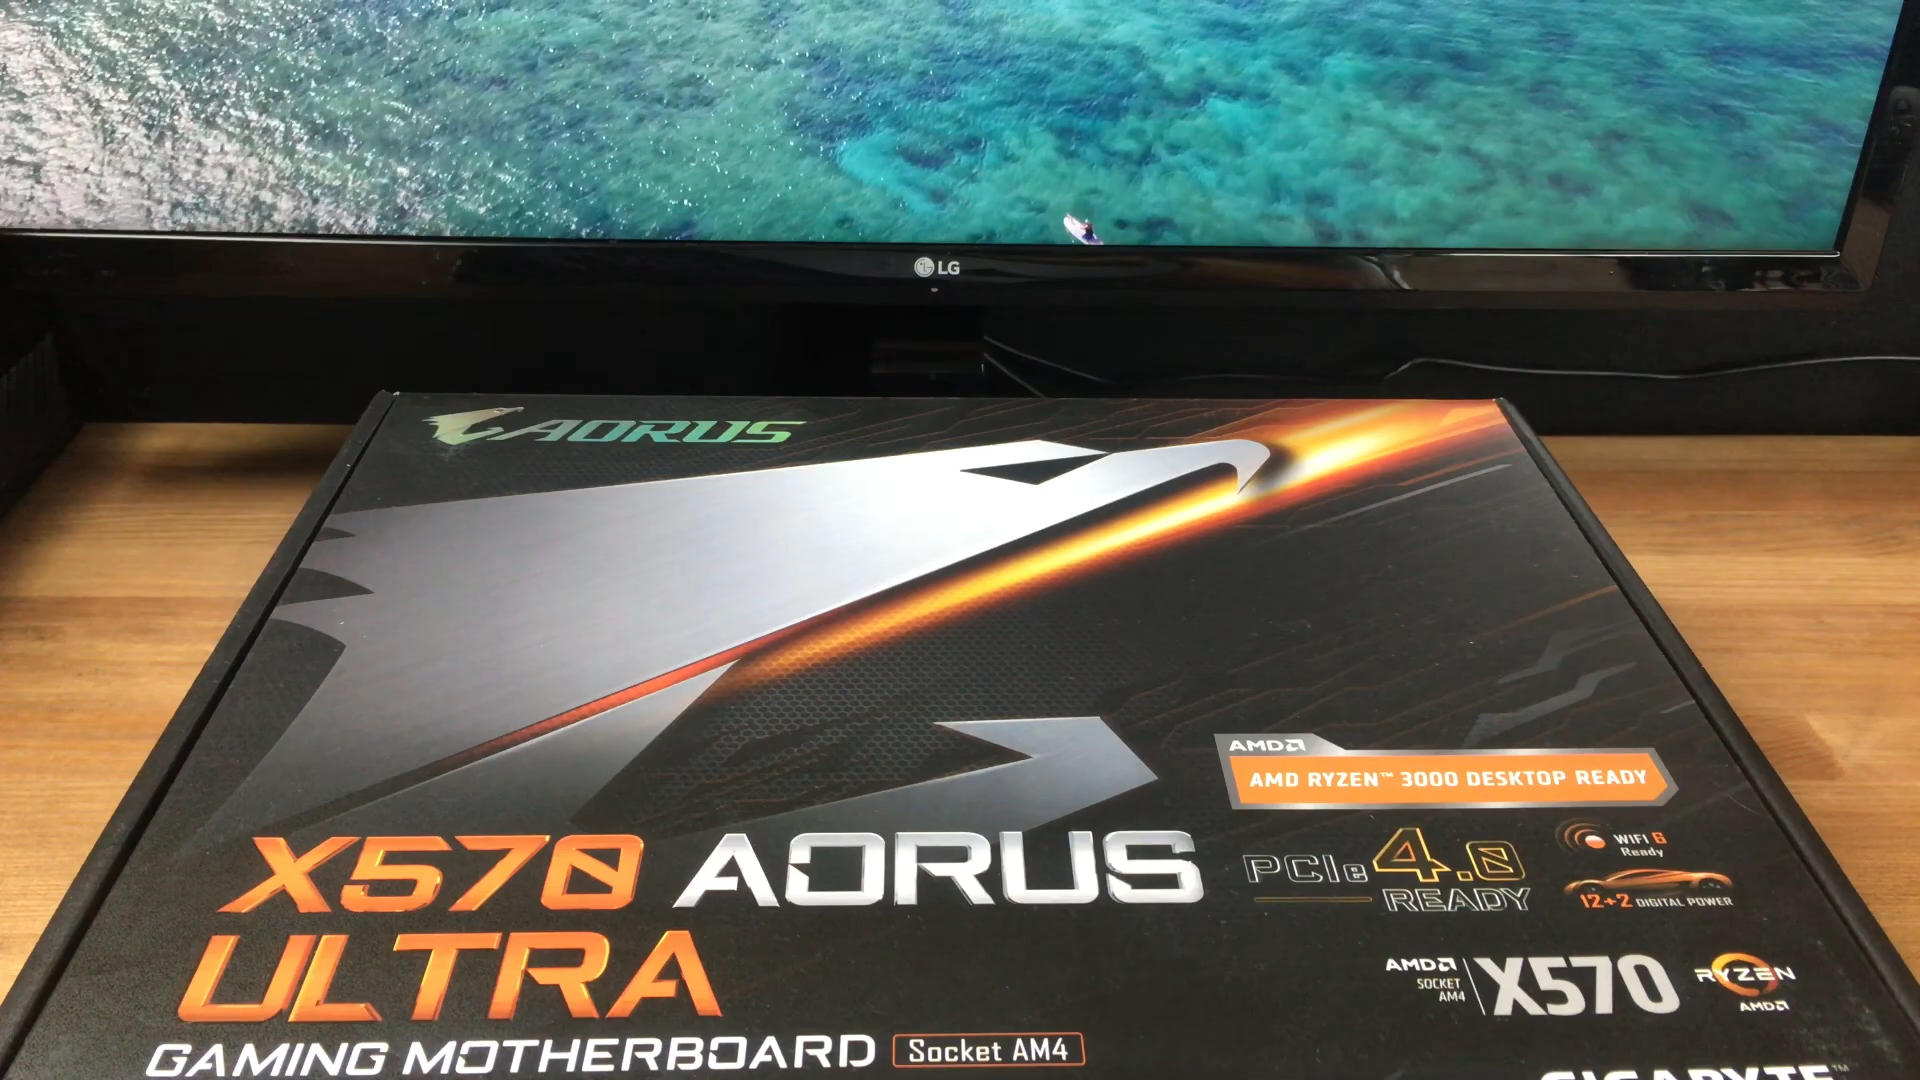 LG
AORUS
AMD
AMD RYZEN™ 3000 DESKTOP READY
X570 AORUS
ULTRA
PCIe 4.0
READY
WIFI 6
Ready
12+2 DIGITAL POWER
AMD
SOCKET
AM4
X570
RYZEN
AMD
GAMING MOTHERBOARD
Socket AM4
GIGABYTE™